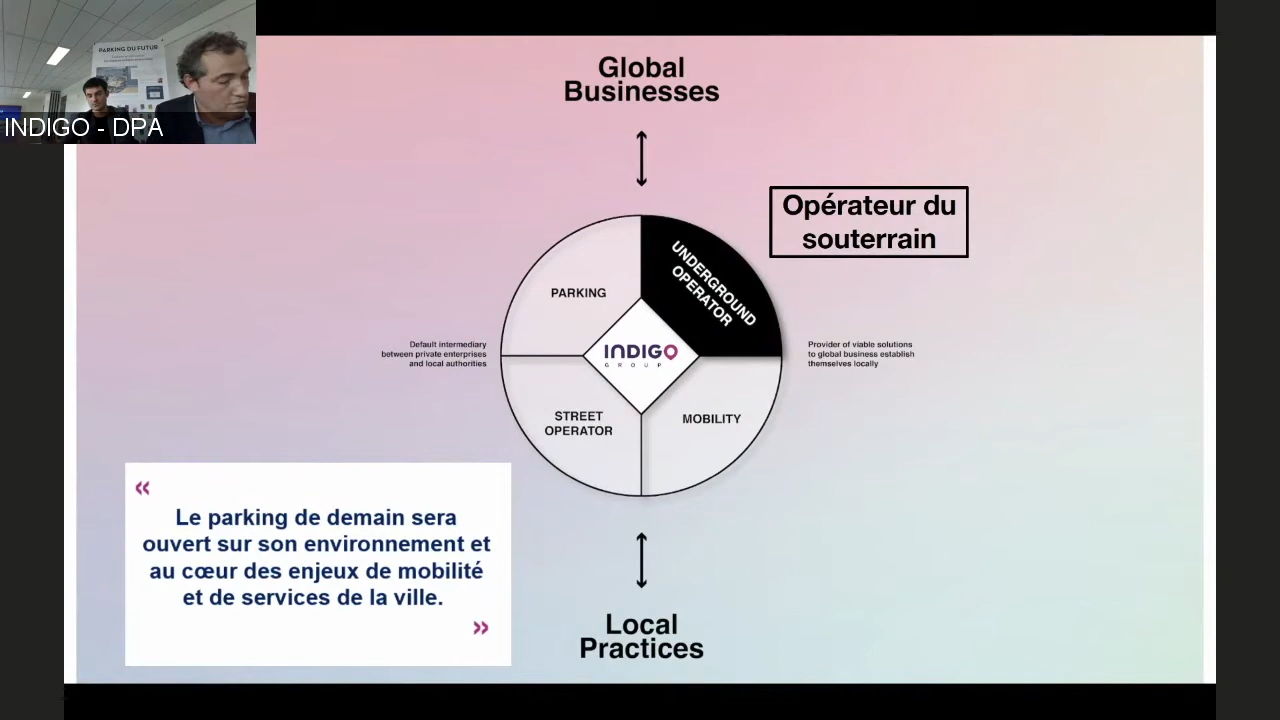 PARKING DU FUTUR
INDIGO - DPA
Global
Businesses
Opérateur du
souterrain
UNDERGROUND
OPERATOR
PARKING
INDIGO
GROUP
Default intermediary
between private enterprises
and local authorities
Provider of viable solutions
to global business establish
themselves locally
STREET
OPERATOR
MOBILITY
«
Le parking de demain sera
ouvert sur son environnement et
au cœur des enjeux de mobilité
et de services de la ville.
»
Local
Practices